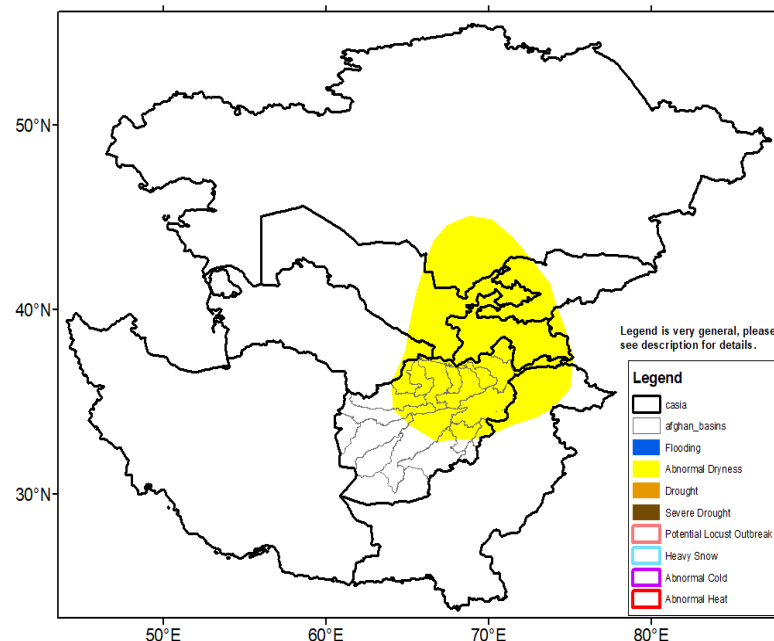 50°N
40°N
30°N
50°E
60°E
70°E
80°E
Legend is very general, please
see description for details.
Legend
casia
afghan_basins
Flooding
Abnormal Dryness
Drought
Severe Drought
Potential Locust Outbreak
Heavy Snow
Abnormal Cold
Abnormal Heat